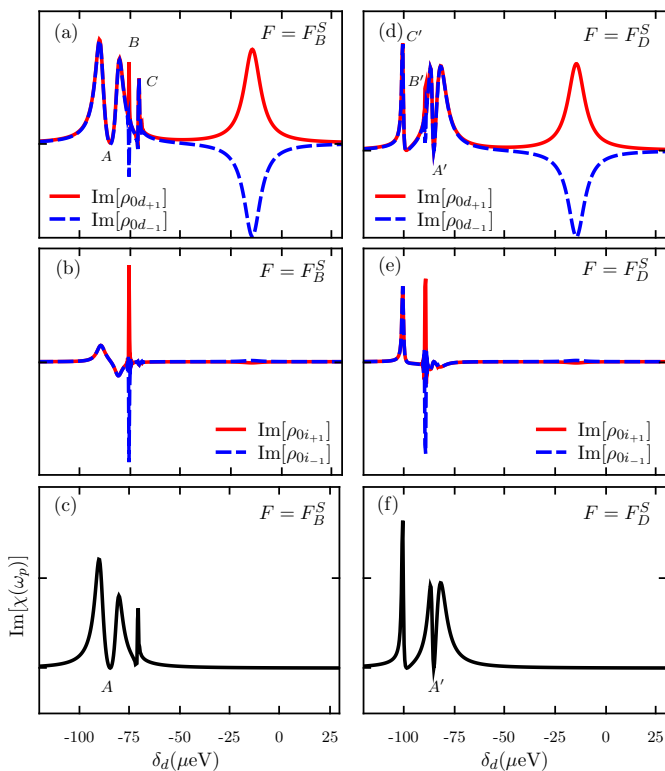 (a)
F = F_B^S
B
C
A
Im[ρ_{0d_{+1}}]
Im[ρ_{0d_{-1}}]
(d)
C′
F = F_D^S
B′
A′
Im[ρ_{0d_{+1}}]
Im[ρ_{0d_{-1}}]
(b)
F = F_B^S
Im[ρ_{0i_{+1}}]
Im[ρ_{0i_{-1}}]
(e)
F = F_D^S
Im[ρ_{0i_{+1}}]
Im[ρ_{0i_{-1}}]
(c)
F = F_B^S
A
Im[χ(ω_p)]
-100 -75 -50 -25 0 25
δ_d(μeV)
(f)
F = F_D^S
A′
-100 -75 -50 -25 0 25
δ_d(μeV)